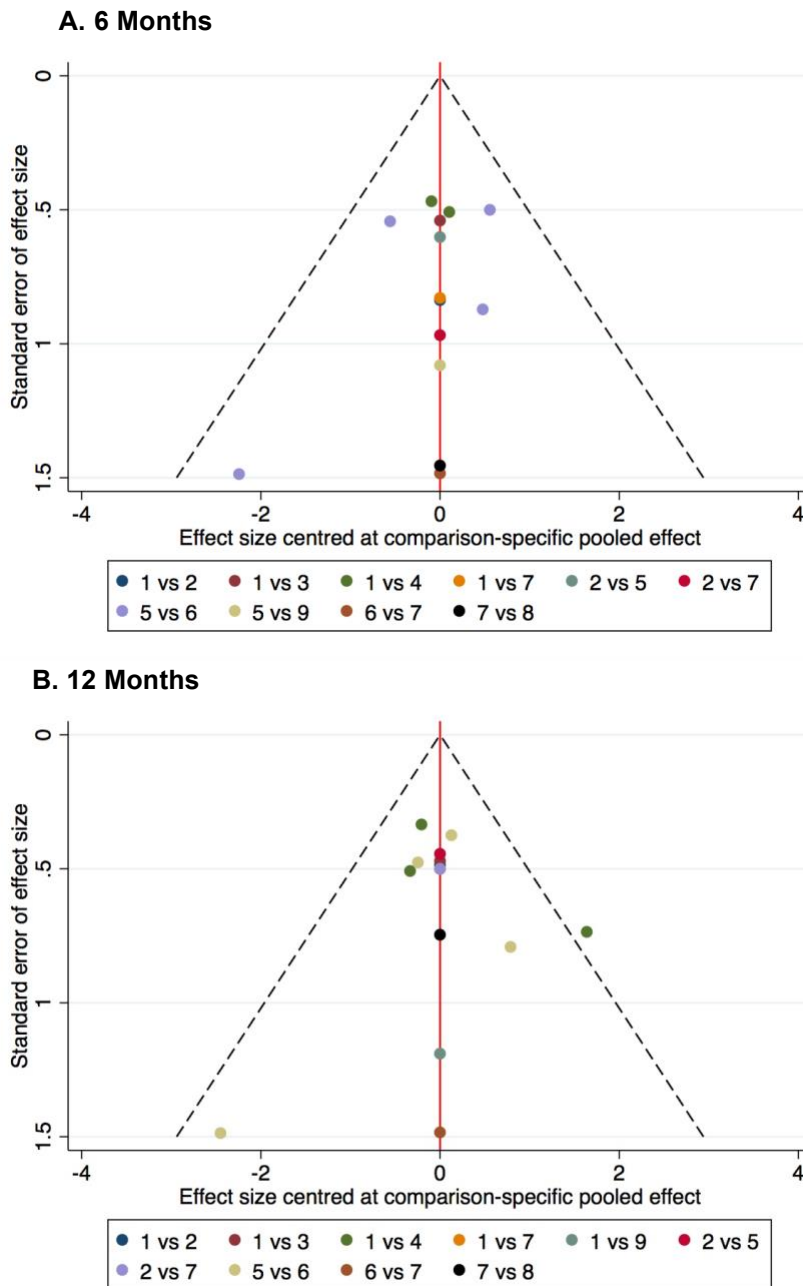 A. 6 Months
0
.5
1
1.5
Standard error of effect size
-4 -2 0 2 4
Effect size centred at comparison-specific pooled effect
1 vs 2 1 vs 3 1 vs 4 1 vs 7 2 vs 5 2 vs 7
5 vs 6 5 vs 9 6 vs 7 7 vs 8
B. 12 Months
0
.5
1
1.5
Standard error of effect size
-4 -2 0 2 4
Effect size centred at comparison-specific pooled effect
1 vs 2 1 vs 3 1 vs 4 1 vs 7 1 vs 9 2 vs 5
2 vs 7 5 vs 6 6 vs 7 7 vs 8